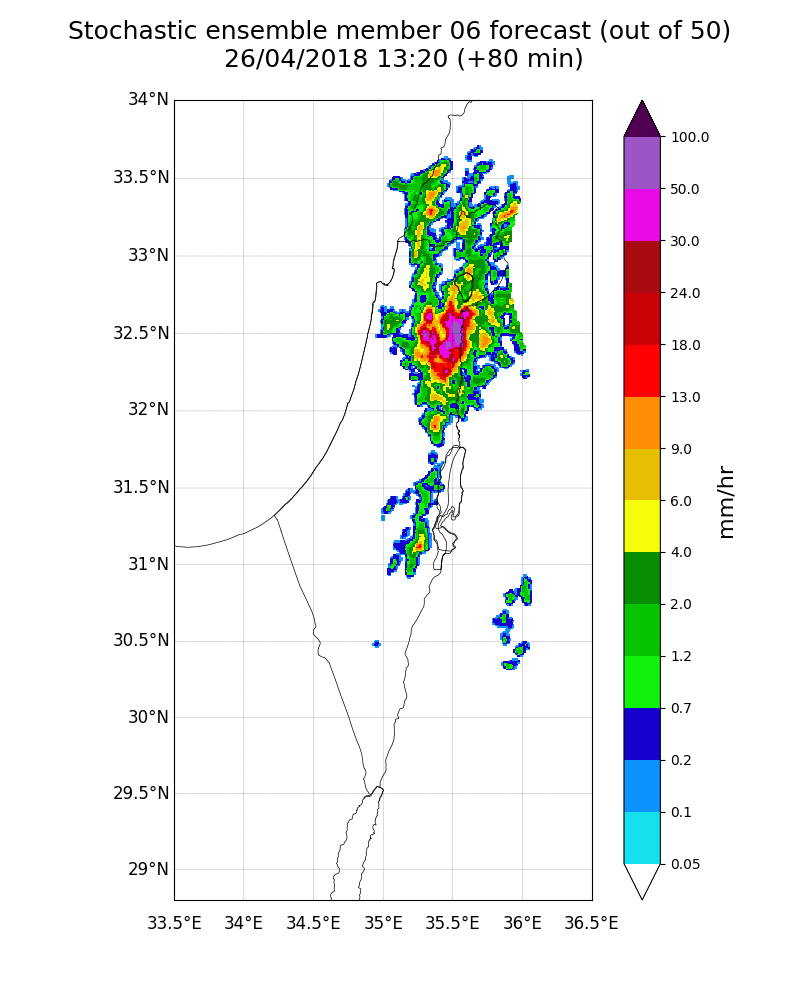 Stochastic ensemble member 06 forecast (out of 50)
26/04/2018 13:20 (+80 min)
34°N
33.5°N
33°N
32.5°N
32°N
31.5°N
31°N
30.5°N
30°N
29.5°N
29°N
33.5°E
34°E
34.5°E
35°E
35.5°E
36°E
36.5°E
100.0
50.0
30.0
24.0
18.0
13.0
9.0
6.0
4.0
2.0
1.2
0.7
0.2
0.1
0.05
mm/hr